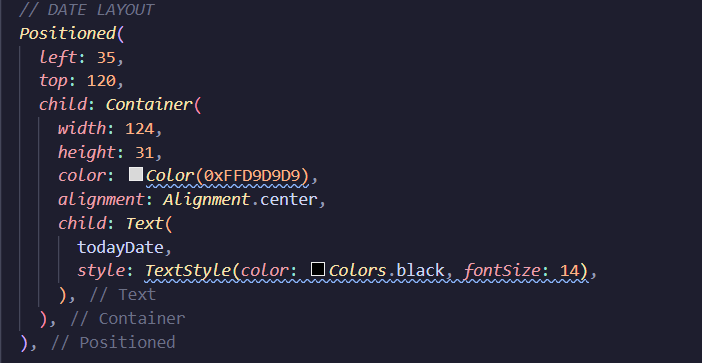 // DATE LAYOUT
Positioned(
  left: 35,
  top: 120,
  child: Container(
    width: 124,
    height: 31,
    color: Color(0xFFD9D9D9),
    alignment: Alignment.center,
    child: Text(
      todayDate,
      style: TextStyle(color: Colors.black, fontSize: 14),
    ), // Text
  ), // Container
), // Positioned